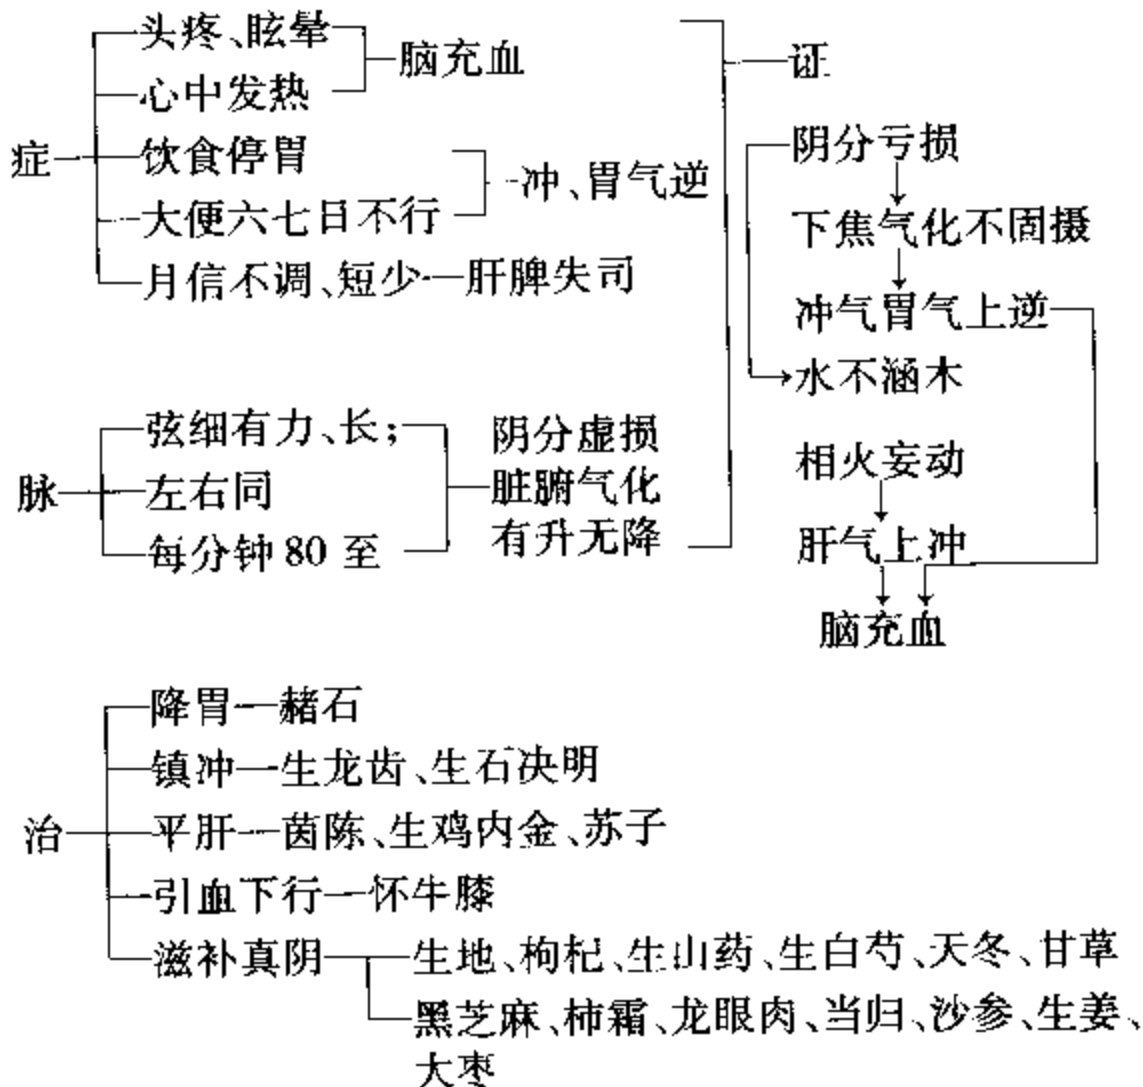 症
头疼、眩晕
心中发热
脑充血
饮食停胃
大便六七日不行
冲、胃气逆
月信不调、短少
肝脾失司
脉
弦细有力、长;
左右同
每分钟 80 至
阴分虚损
脏腑气化
有升无降
证
阴分亏损
下焦气化不固摄
冲气胃气上逆
水不涵木
相火妄动
肝气上冲
脑充血
治
降胃 赭石
镇冲 生龙齿、生石决明
平肝 茵陈、生鸡内金、苏子
引血下行 怀牛膝
滋补真阴 生地、枸杞、生山药、生白芍、天冬、甘草
黑芝麻、柿霜、龙眼肉、当归、沙参、生姜、
大枣